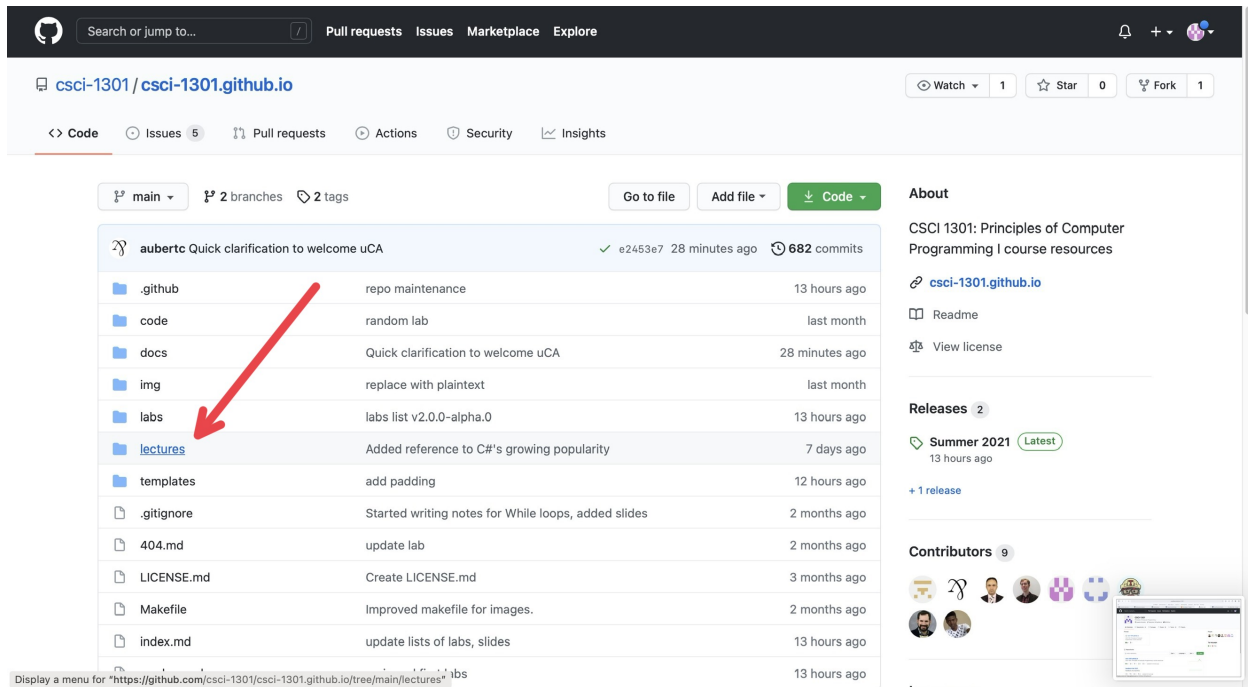 Search or jump to... / Pull requests Issues Marketplace Explore
csci-1301 / csci-1301.github.io Watch 1 Star 0 Fork 1
<> Code Issues 5 Pull requests Actions Security Insights
main 2 branches 2 tags Go to file Add file Code
aubertc Quick clarification to welcome uCA e2453e7 28 minutes ago 682 commits
.github repo maintenance 13 hours ago
code random lab last month
docs Quick clarification to welcome uCA 28 minutes ago
img replace with plaintext last month
labs labs list v2.0.0-alpha.0 13 hours ago
lectures Added reference to C#'s growing popularity 7 days ago
templates add padding 12 hours ago
.gitignore Started writing notes for While loops, added slides 2 months ago
404.md update lab 2 months ago
LICENSE.md Create LICENSE.md 3 months ago
Makefile Improved makefile for images. 2 months ago
index.md update lists of labs, slides 13 hours ago
13 hours ago
Display a menu for "https://github.com/csci-1301/csci-1301.github.io/tree/main/lectures"
About
CSCI 1301: Principles of Computer
Programming I course resources
csci-1301.github.io
Readme
View license
Releases 2
Summer 2021 Latest
13 hours ago
+ 1 release
Contributors 9